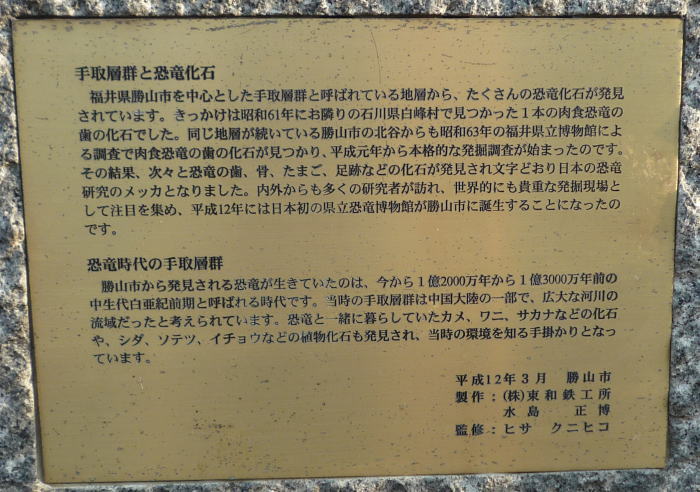 手取層群と恐竜化石
福井県勝山市を中心とした手取層群と呼ばれている地層から、たくさんの恐竜化石が発見
されています。きっかけは昭和61年にお隣りの石川県白峰村で見つかった１本の肉食恐竜の
歯の化石でした。同じ地層が続いている勝山市の北谷からも昭和63年の福井県立博物館によ
る調査で肉食恐竜の歯の化石が見つかり、平成元年から本格的な発掘調査が始まったのです。
その結果、次々と恐竜の歯、骨、たまご、足跡などの化石が発見され文字どおり日本の恐竜
研究のメッカとなりました。内外からも多くの研究者が訪れ、世界的にも貴重な発掘現場と
して注目を集め、平成12年には日本初の県立恐竜博物館が勝山市に誕生することになったの
です。
恐竜時代の手取層群
勝山市から発見される恐竜が生きていたのは、今から１億2000万年から１億3000万年前の
中生代白亜紀前期と呼ばれる時代です。当時の手取層群は中国大陸の一部で、広大な河川の
流域だったと考えられています。恐竜と一緒に暮らしていたカメ、ワニ、サカナなどの化石
や、シダ、ソテツ、イチョウなどの植物化石も発見され、当時の環境を知る手掛かりとなっ
ています。
平成12年３月　勝山市
製作：(株)東和鉄工所
水島　正博
監修：ヒサ　クニヒコ